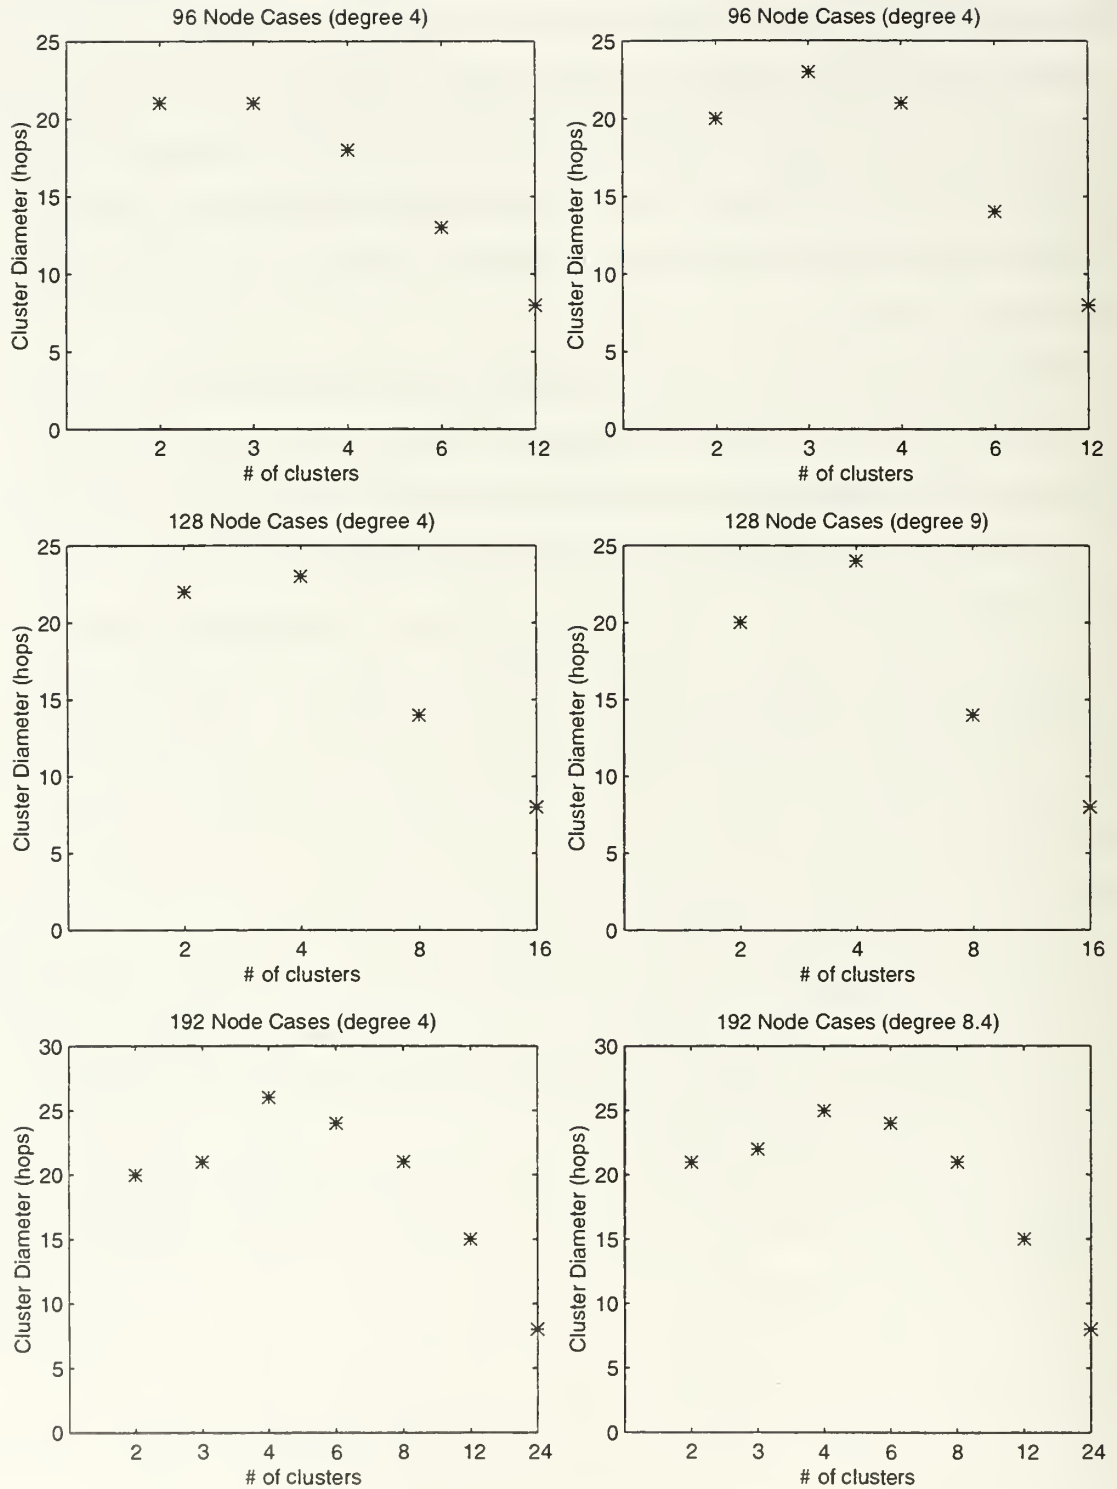 96 Node Cases (degree 4)
25
20
15
10
5
0
Cluster Diameter (hops)
2 3 4 6 12
# of clusters
96 Node Cases (degree 4)
25
20
15
10
5
0
Cluster Diameter (hops)
2 3 4 6 12
# of clusters
128 Node Cases (degree 4)
25
20
15
10
5
0
Cluster Diameter (hops)
2 4 8 16
# of clusters
128 Node Cases (degree 9)
25
20
15
10
5
0
Cluster Diameter (hops)
2 4 8 16
# of clusters
192 Node Cases (degree 4)
30
25
20
15
10
5
0
Cluster Diameter (hops)
2 3 4 6 8 12 24
# of clusters
192 Node Cases (degree 8.4)
30
25
20
15
10
5
0
Cluster Diameter (hops)
2 3 4 6 8 12 24
# of clusters